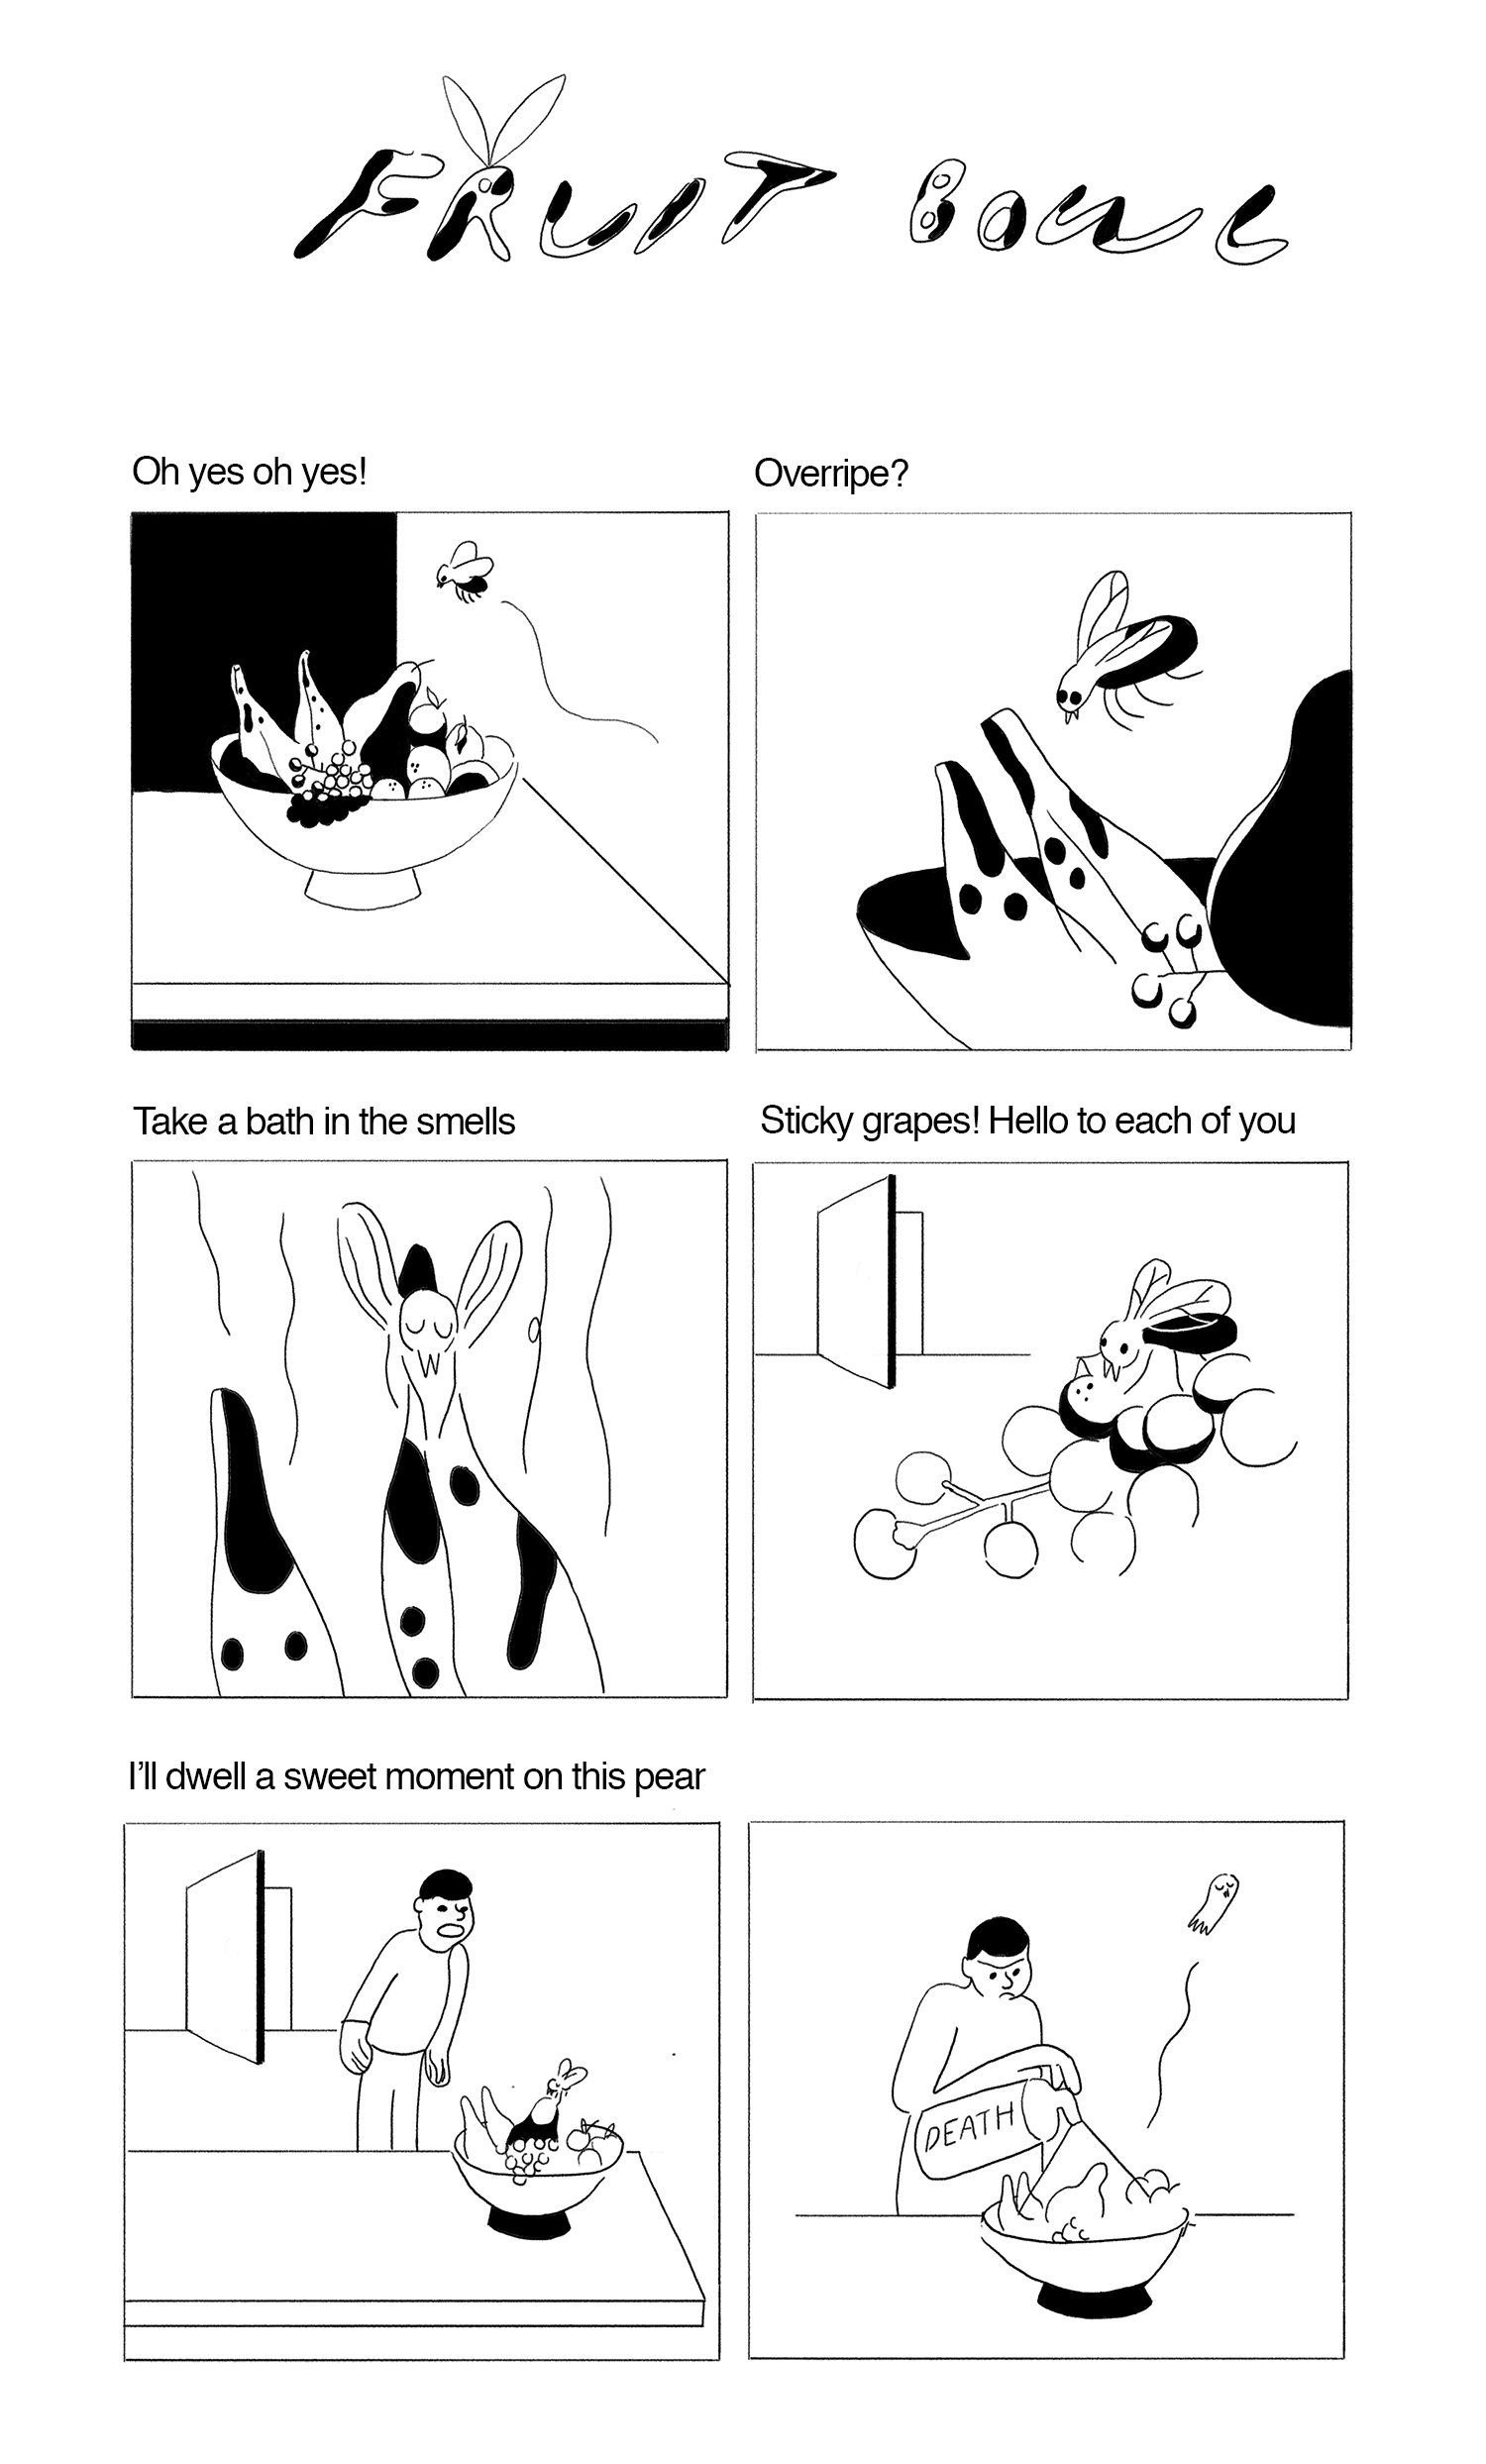 FRUIT BOWL
Oh yes oh yes!
Overripe?
Take a bath in the smells
Sticky grapes! Hello to each of you
I'll dwell a sweet moment on this pear
DEATH